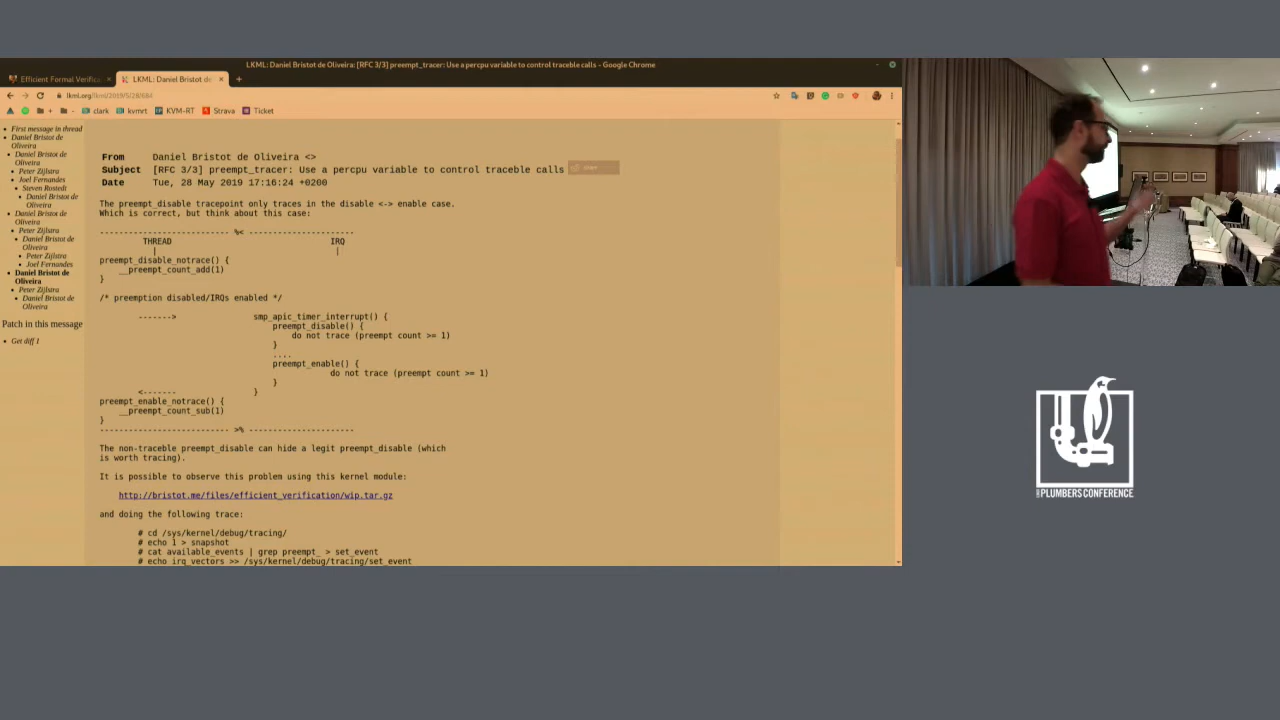 LKML: Daniel Bristot de Oliveira: [RFC 3/3] preempt_tracer: Use a percpu variable to control traceble calls - Google Chrome
Efficient Formal Verific
LKML: Daniel Bristot de
lkml.org/lkml/2019/5/28/684
clark
kvmrt
KVM-RT
Strava
Ticket
First message in thread
Daniel Bristot de
Oliveira
Daniel Bristot de
Oliveira
Peter Zijlstra
Joel Fernandes
Steven Rostedt
Daniel Bristot de
Oliveira
Daniel Bristot de
Oliveira
Peter Zijlstra
Daniel Bristot de
Oliveira
Peter Zijlstra
Joel Fernandes
Daniel Bristot de
Oliveira
Peter Zijlstra
Daniel Bristot de
Oliveira
Patch in this message
Get diff 1
From Daniel Bristot de Oliveira <>
Subject [RFC 3/3] preempt_tracer: Use a percpu variable to control traceble calls
Date Tue, 28 May 2019 17:16:24 +0200
The preempt_disable tracepoint only traces in the disable <-> enable case.
Which is correct, but think about this case:
--------------------------- %< ----------------------
THREAD IRQ
| |
preempt_disable_notrace() {
__preempt_count_add(1)
}
/* preemption disabled/IRQs enabled */
-------> smp_apic_timer_interrupt() {
preempt_disable() {
do not trace (preempt count >= 1)
}
....
preempt_enable() {
do not trace (preempt count >= 1)
}
<------- }
preempt_enable_notrace() {
__preempt_count_sub(1)
}
--------------------------- >% ----------------------
The non-traceble preempt_disable can hide a legit preempt_disable (which
is worth tracing).
It is possible to observe this problem using this kernel module:
http://bristot.me/files/efficient_verification/wip.tar.gz
and doing the following trace:
# cd /sys/kernel/debug/tracing/
# echo 1 > snapshot
# cat available_events | grep preempt_ > set_event
# echo irq_vectors >> /sys/kernel/debug/tracing/set_event
PLUMBERS CONFERENCE